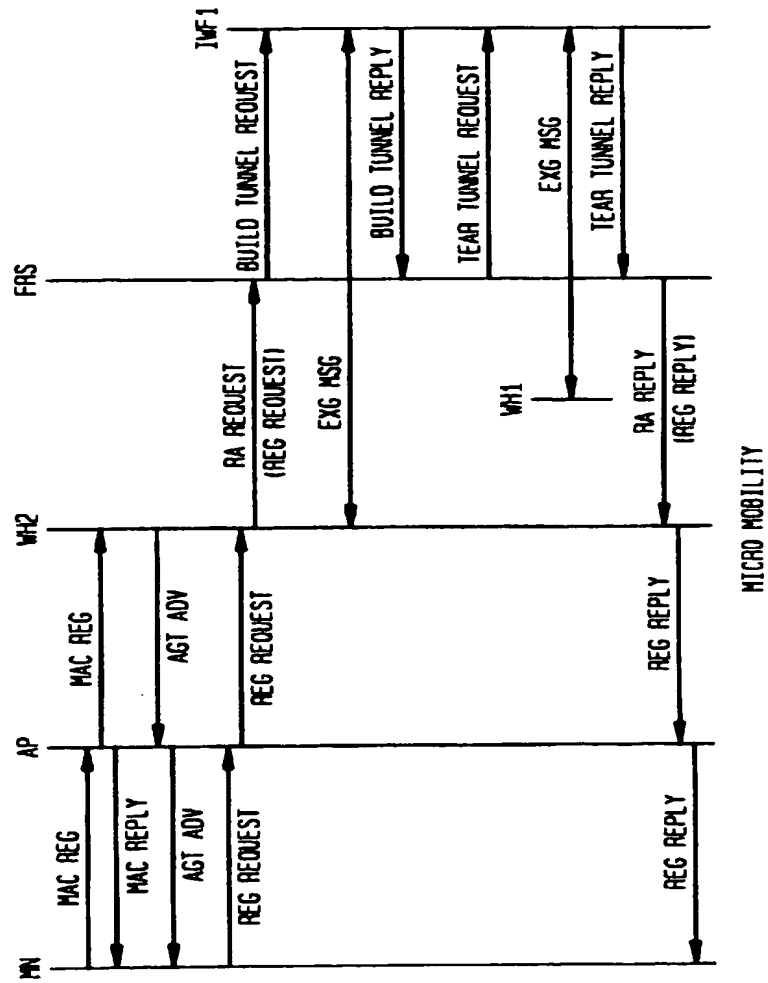 MN
AP
WH2
FRS
IWF1
MAC REG
MAC REG
MAC REPLY
AGT ADV
AGT ADV
REG REQUEST
REG REQUEST
RA REQUEST
(REG REQUEST)
BUILD TUNNEL REQUEST
EXG MSG
BUILD TUNNEL REPLY
TEAR TUNNEL REQUEST
WH1
EXG MSG
TEAR TUNNEL REPLY
RA REPLY
(REG REPLY)
REG REPLY
REG REPLY
MICRO MOBILITY